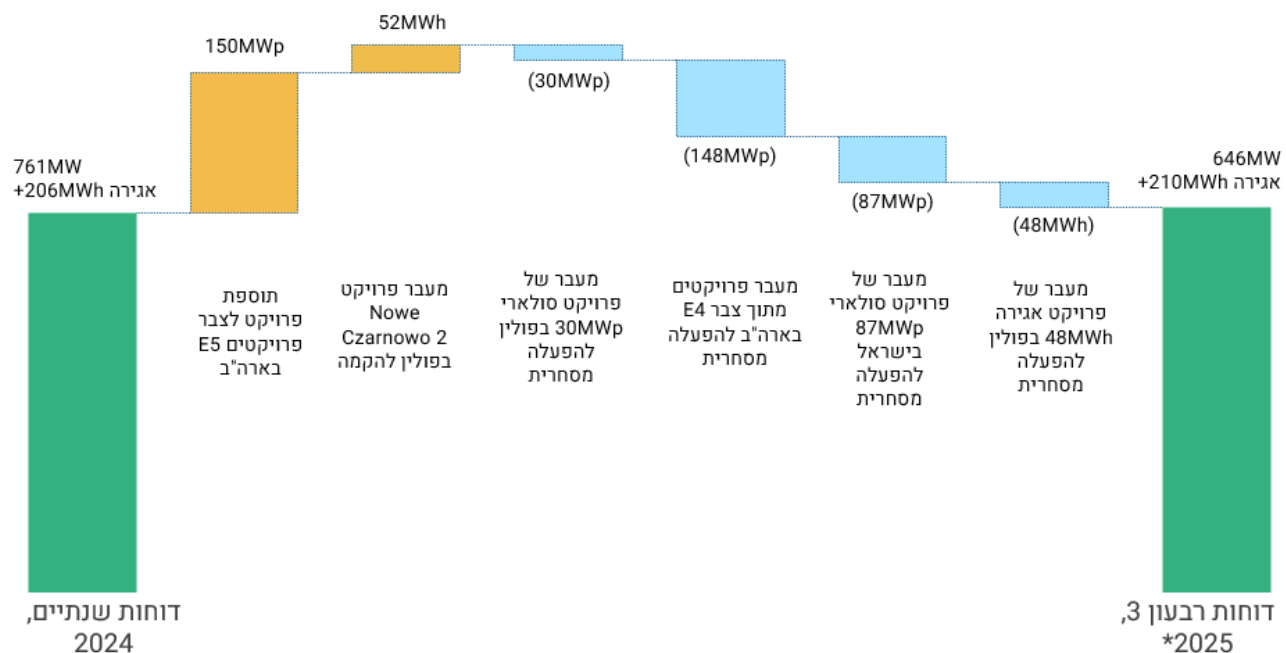 52MWh
150MWp
(30MWp)
(148MWp)
(87MWp)
(48MWh)
761MW
+206MWh אגירה
646MW
+210MWh אגירה
תוספת
פרויקט לצבר
פרויקטים E5
בארה"ב
מעבר פרויקט
Nowe
Czarnowo 2
בפולין להקמה
מעבר של
פרויקט סולארי
30MWp בפולין
להפעלה
מסחרית
מעבר פרויקטים
מתוך צבר E4
בארה"ב להפעלה
מסחרית
מעבר של
פרויקט סולארי
87MWp
בישראל
להפעלה
מסחרית
מעבר של
פרויקט אגירה
48MWh בפולין
להפעלה
מסחרית
דוחות שנתיים,
2024
דוחות רבעון 3,
2025*